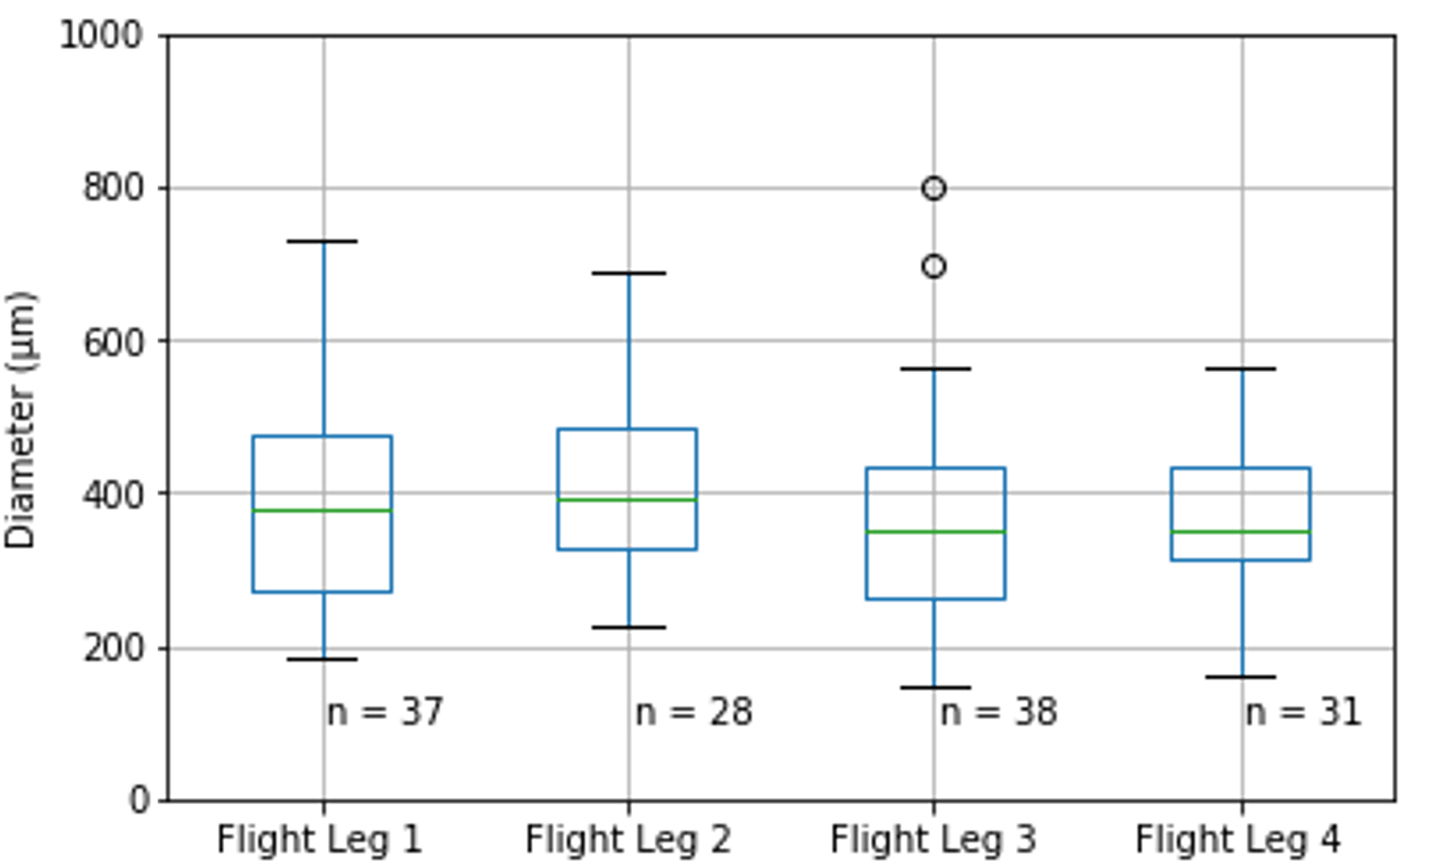 1000
800
600
400
200
0
Diameter (µm)
n = 37
n = 28
n = 38
n = 31
Flight Leg 1
Flight Leg 2
Flight Leg 3
Flight Leg 4